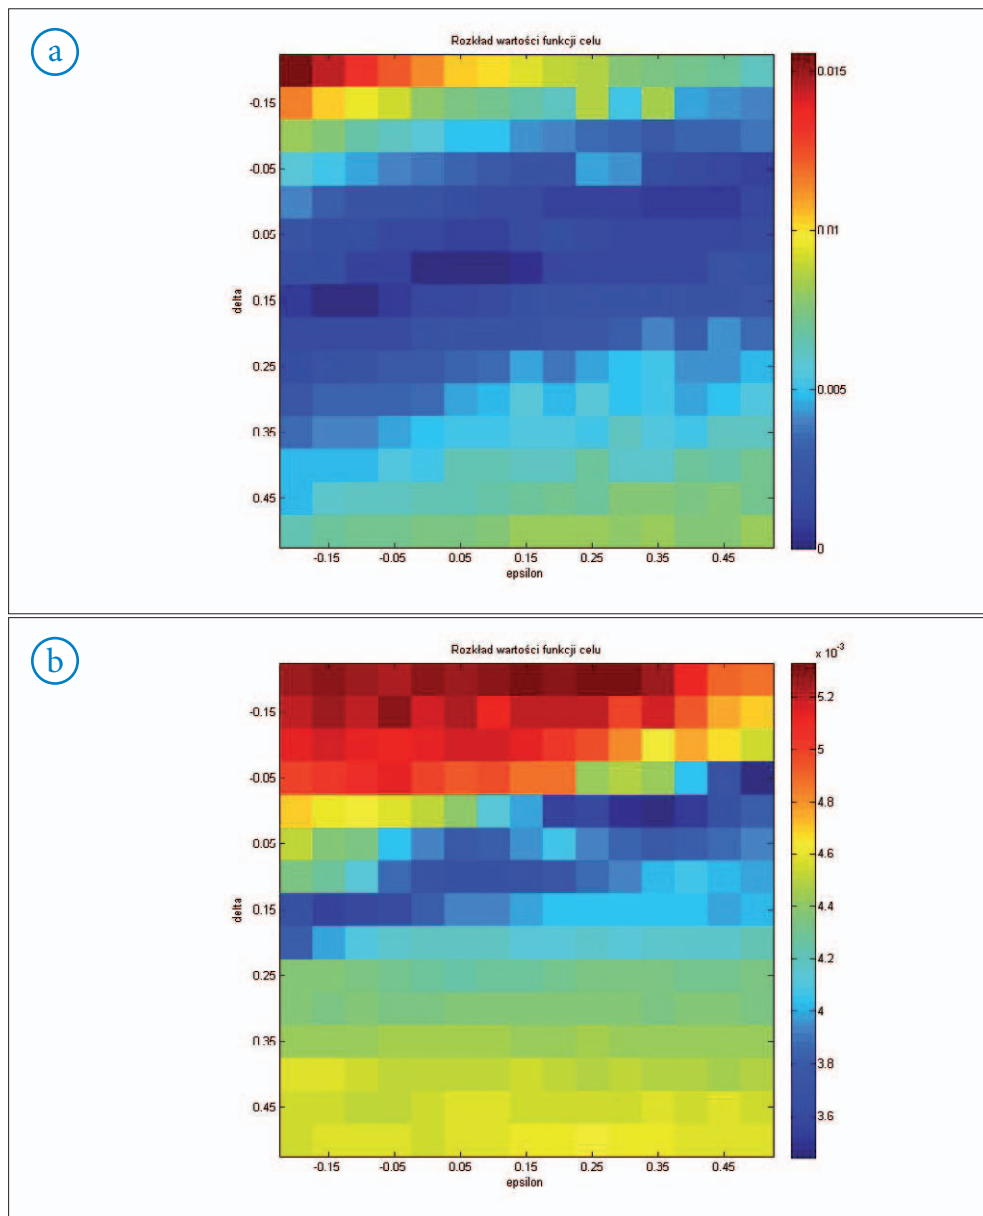 a
Rozkład wartości funkcji celu
-0.15
-0.05
0.05
0.15
0.25
0.35
0.45
delta
-0.15 -0.05 0.05 0.15 0.25 0.35 0.45
epsilon
0.015
0.01
0.005
0
b
Rozkład wartości funkcji celu
x 10⁻³
-0.15
-0.05
0.05
0.15
0.25
0.35
0.45
delta
-0.15 -0.05 0.05 0.15 0.25 0.35 0.45
epsilon
5.2
5
4.8
4.6
4.4
4.2
4
3.8
3.6